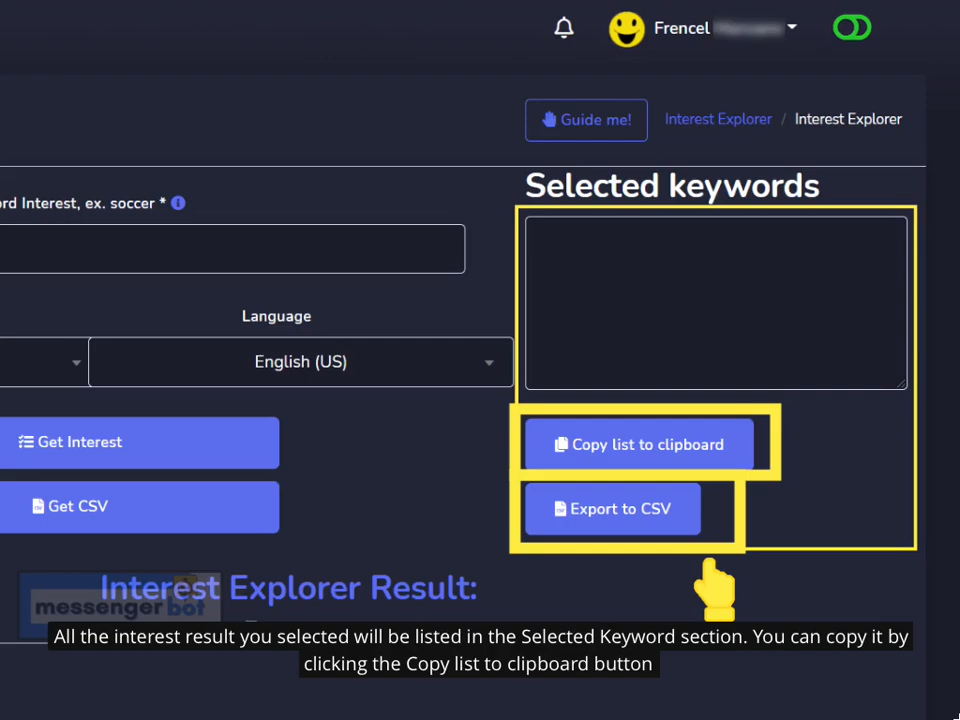 Frencel
Guide me!
Interest Explorer / Interest Explorer
Selected keywords
rd Interest, ex. soccer *
Language
English (US)
Get Interest
Copy list to clipboard
Get CSV
Export to CSV
Interest Explorer Result:
messenger bot
All the interest result you selected will be listed in the Selected Keyword section. You can copy it by
clicking the Copy list to clipboard button